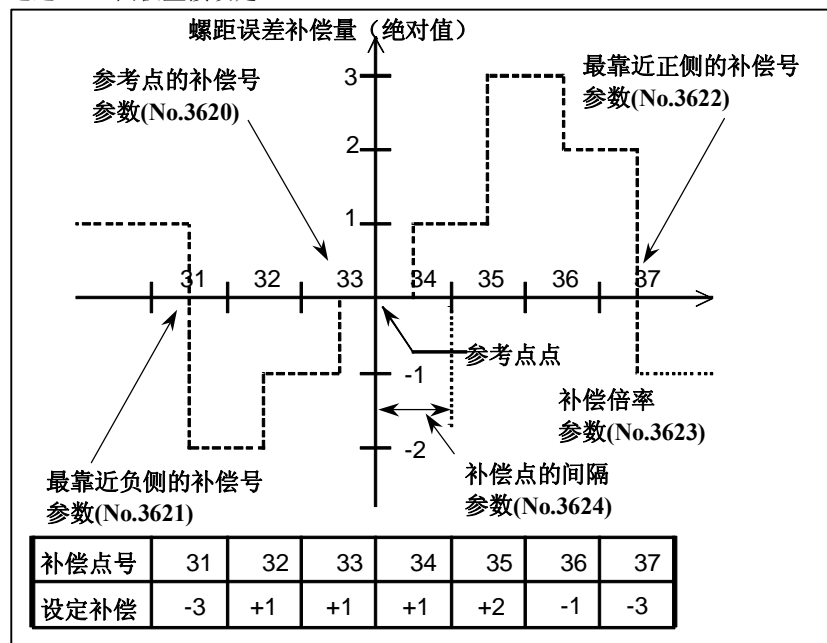 螺距误差补偿量（绝对值）
参考点的补偿号
参数(No.3620)
最靠近正侧的补偿号
参数(No.3622)
3
2
1
31 32 33 34 35 36 37
参考点点
-1
补偿倍率
参数(No.3623)
-2
补偿点的间隔
参数(No.3624)
最靠近负侧的补偿号
参数(No.3621)
补偿点号 31 32 33 34 35 36 37
设定补偿 -3 +1 +1 +1 +2 -1 -3